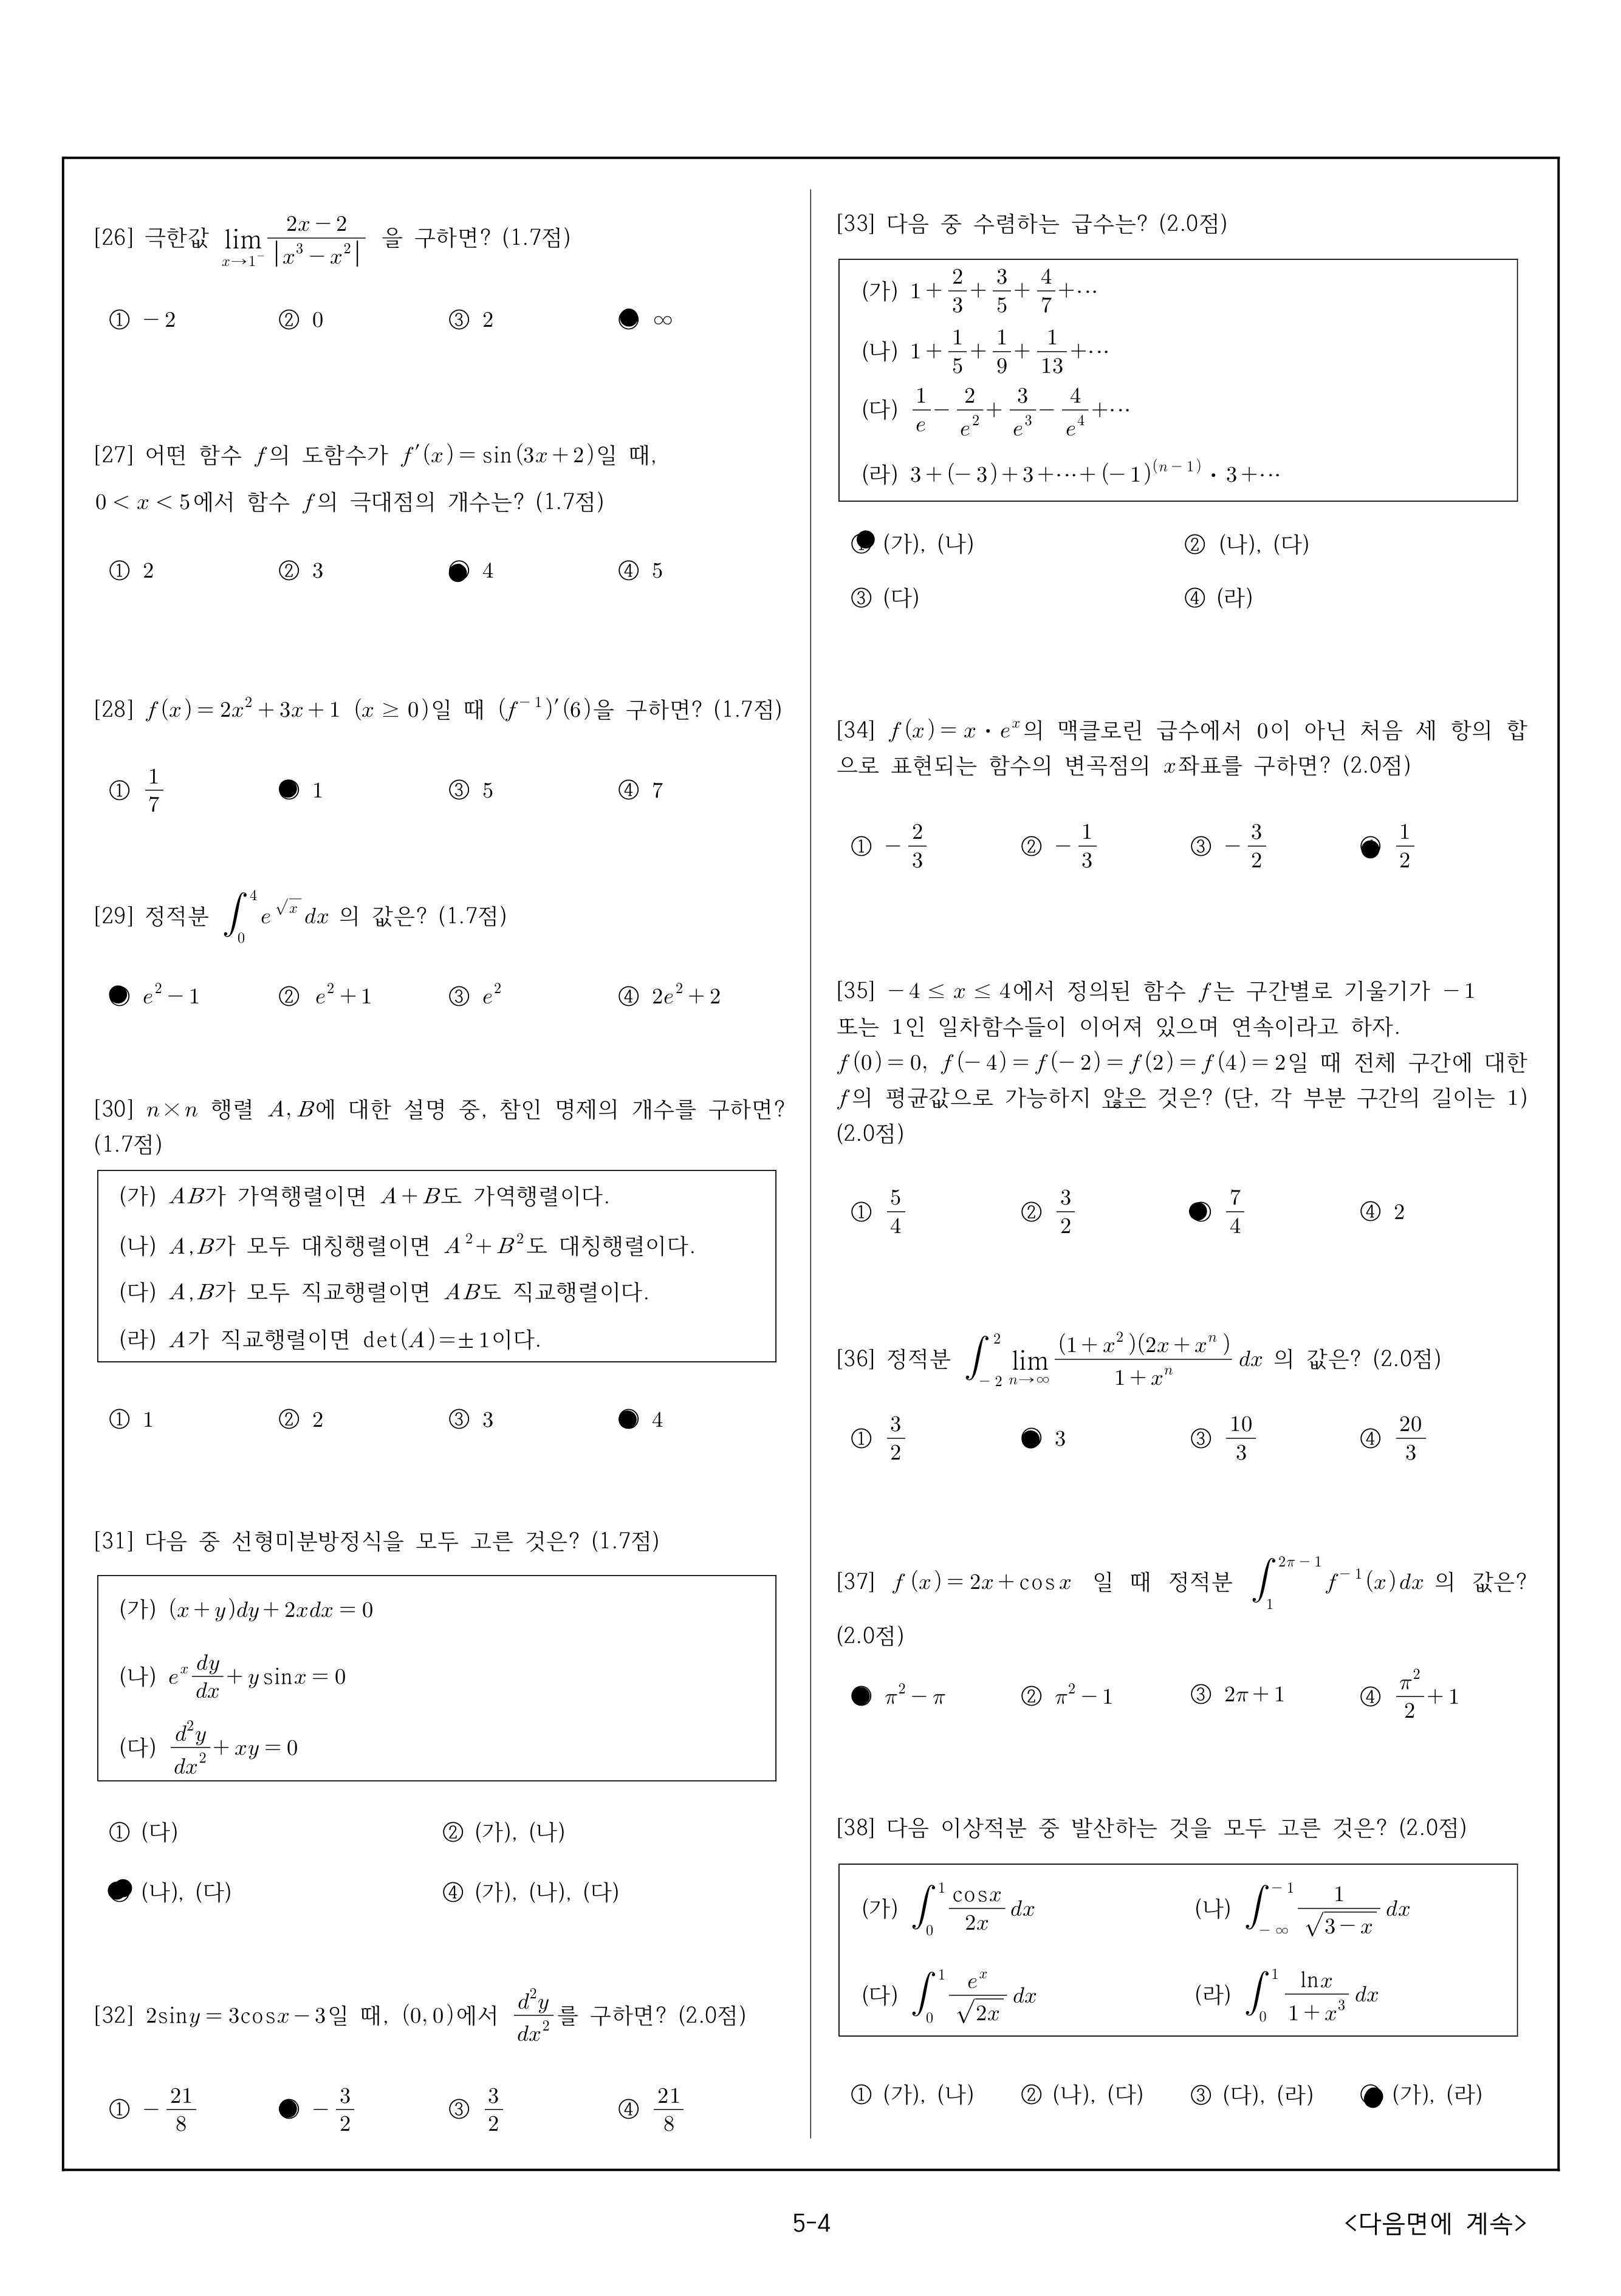 [26] 극한값 $\lim_{x \to 1^-} \frac{2x-2}{|x^3-x^2|}$ 을 구하면? (1.7점)
① $-2$ ② $0$ ③ $2$ ● $\infty$
[27] 어떤 함수 $f$의 도함수가 $f'(x)=\sin(3x+2)$일 때,
$0<x<5$에서 함수 $f$의 극대점의 개수는? (1.7점)
① 2 ② 3 ● 4 ④ 5
[28] $f(x)=2x^2+3x+1$ $(x \geq 0)$일 때 $(f^{-1})'(6)$을 구하면? (1.7점)
① $\frac{1}{7}$ ● 1 ③ 5 ④ 7
[29] 정적분 $\int_0^4 e^{\sqrt{x}}dx$ 의 값은? (1.7점)
● $e^2-1$ ② $e^2+1$ ③ $e^2$ ④ $2e^2+2$
[30] $n \times n$ 행렬 $A, B$에 대한 설명 중, 참인 명제의 개수를 구하면?
(1.7점)
(가) $AB$가 가역행렬이면 $A+B$도 가역행렬이다.
(나) $A, B$가 모두 대칭행렬이면 $A^2+B^2$도 대칭행렬이다.
(다) $A, B$가 모두 직교행렬이면 $AB$도 직교행렬이다.
(라) $A$가 직교행렬이면 $\det(A)=\pm 1$이다.
① 1 ② 2 ③ 3 ● 4
[31] 다음 중 선형미분방정식을 모두 고른 것은? (1.7점)
(가) $(x+y)dy+2xdx=0$
(나) $e^x\frac{dy}{dx}+y\sin x=0$
(다) $\frac{d^2y}{dx^2}+xy=0$
① (다) ② (가), (나)
● (나), (다) ④ (가), (나), (다)
[32] $2\sin y=3\cos x-3$일 때, $(0,0)$에서 $\frac{d^2y}{dx^2}$를 구하면? (2.0점)
① $-\frac{21}{8}$ ● $-\frac{3}{2}$ ③ $\frac{3}{2}$ ④ $\frac{21}{8}$
[33] 다음 중 수렴하는 급수는? (2.0점)
(가) $1+\frac{2}{3}+\frac{3}{5}+\frac{4}{7}+\cdots$
(나) $1+\frac{1}{5}+\frac{1}{9}+\frac{1}{13}+\cdots$
(다) $\frac{1}{e}-\frac{2}{e^2}+\frac{3}{e^3}-\frac{4}{e^4}+\cdots$
(라) $3+(-3)+3+\cdots+(-1)^{(n-1)}\cdot 3+\cdots$
● (가), (나) ② (나), (다)
③ (다) ④ (라)
[34] $f(x)=x\cdot e^x$의 맥클로린 급수에서 0이 아닌 처음 세 항의 합
으로 표현되는 함수의 변곡점의 $x$좌표를 구하면? (2.0점)
① $-\frac{2}{3}$ ② $-\frac{1}{3}$ ③ $-\frac{3}{2}$ ● $\frac{1}{2}$
[35] $-4 \leq x \leq 4$에서 정의된 함수 $f$는 구간별로 기울기가 $-1$
또는 1인 일차함수들이 이어져 있으며 연속이라고 하자.
$f(0)=0$, $f(-4)=f(-2)=f(2)=f(4)=2$일 때 전체 구간에 대한
$f$의 평균값으로 가능하지 않은 것은? (단, 각 부분 구간의 길이는 1)
(2.0점)
① $\frac{5}{4}$ ② $\frac{3}{2}$ ● $\frac{7}{4}$ ④ 2
[36] 정적분 $\int_{-2}^{2}\lim_{n \to \infty}\frac{(1+x^2)(2x+x^n)}{1+x^n}dx$ 의 값은? (2.0점)
① $\frac{3}{2}$ ● 3 ③ $\frac{10}{3}$ ④ $\frac{20}{3}$
[37] $f(x)=2x+\cos x$ 일 때 정적분 $\int_1^{2\pi-1}f^{-1}(x)dx$ 의 값은?
(2.0점)
● $\pi^2-\pi$ ② $\pi^2-1$ ③ $2\pi+1$ ④ $\frac{\pi^2}{2}+1$
[38] 다음 이상적분 중 발산하는 것을 모두 고른 것은? (2.0점)
(가) $\int_0^1\frac{\cos x}{2x}dx$ (나) $\int_{-\infty}^{-1}\frac{1}{\sqrt{3-x}}dx$
(다) $\int_0^1\frac{e^x}{\sqrt{2x}}dx$ (라) $\int_0^1\frac{\ln x}{1+x^3}dx$
① (가), (나) ② (나), (다) ③ (다), (라) ● (가), (라)
5-4
<다음면에 계속>